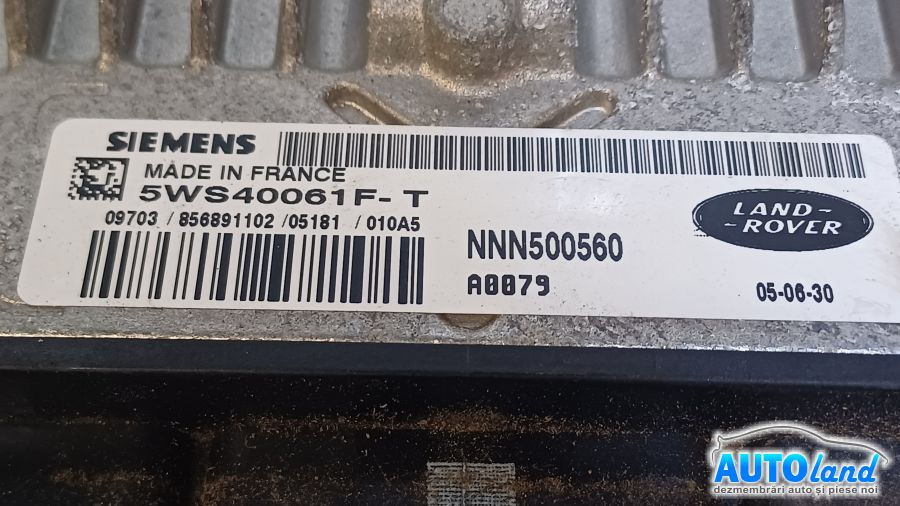 SIEMENS
MADE IN FRANCE
5WS40061F-T
09703 / 856891102 / 05181 / 010A5
NNN500560
A0079
LAND-
-ROVER
05-06-30
AUTOland
dezmembrări auto și piese noi